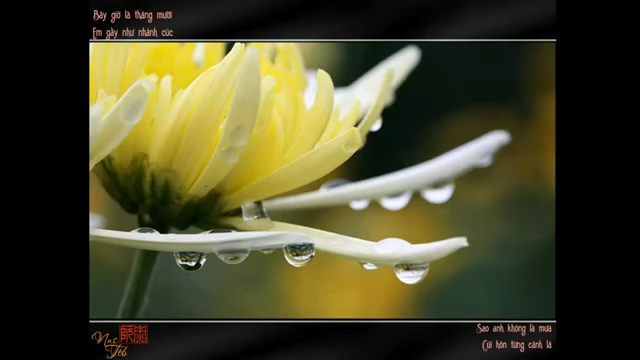 Bây giờ là tháng mười
Em gầy như nhánh cúc
Sao anh không là mưa
Cúi hôn từng cánh lá